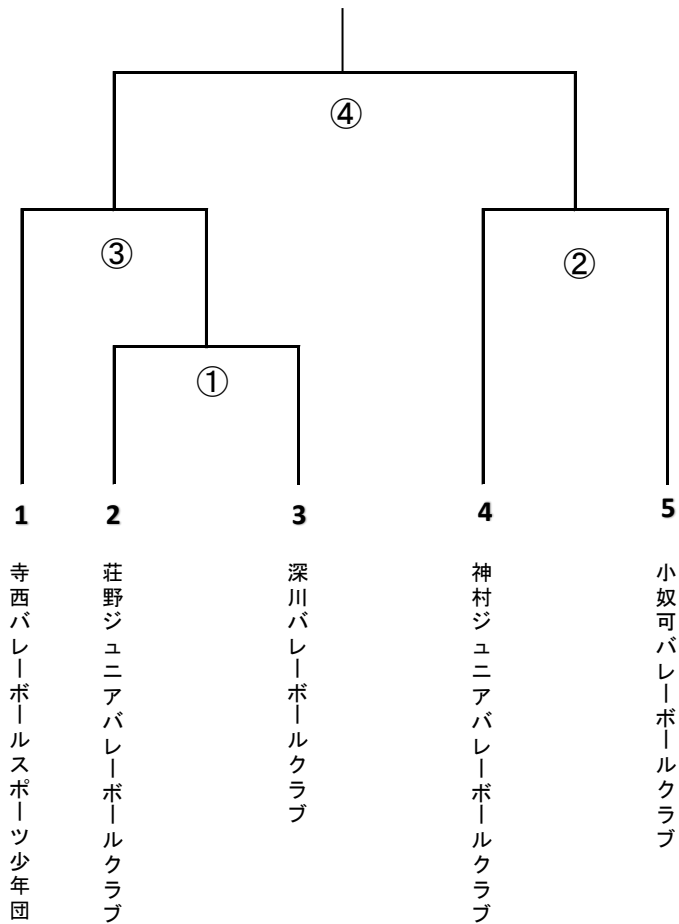 ④
③
②
①
1
2
3
4
5
寺西バレーボールスポーツ少年団
荘野ジュニアバレーボールクラブ
深川バレーボールクラブ
神村ジュニアバレーボールクラブ
小奴可バレーボールクラブ